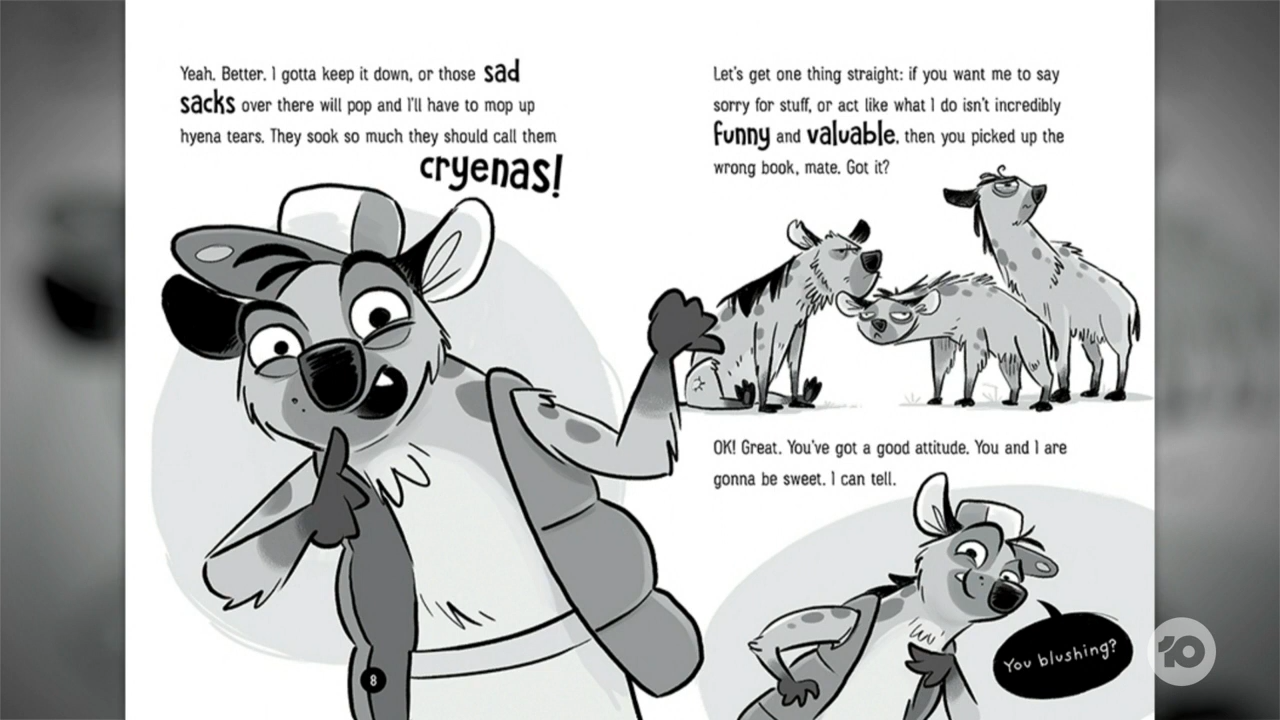 Yeah. Better. I gotta keep it down, or those sad
sacks over there will pop and I'll have to mop up
hyena tears. They sook so much they should call them
cryenas!
8
Let's get one thing straight: if you want me to say
sorry for stuff, or act like what I do isn't incredibly
funny and valuable, then you picked up the
wrong book, mate. Got it?
OK! Great. You've got a good attitude. You and I are
gonna be sweet. I can tell.
You blushing?
10